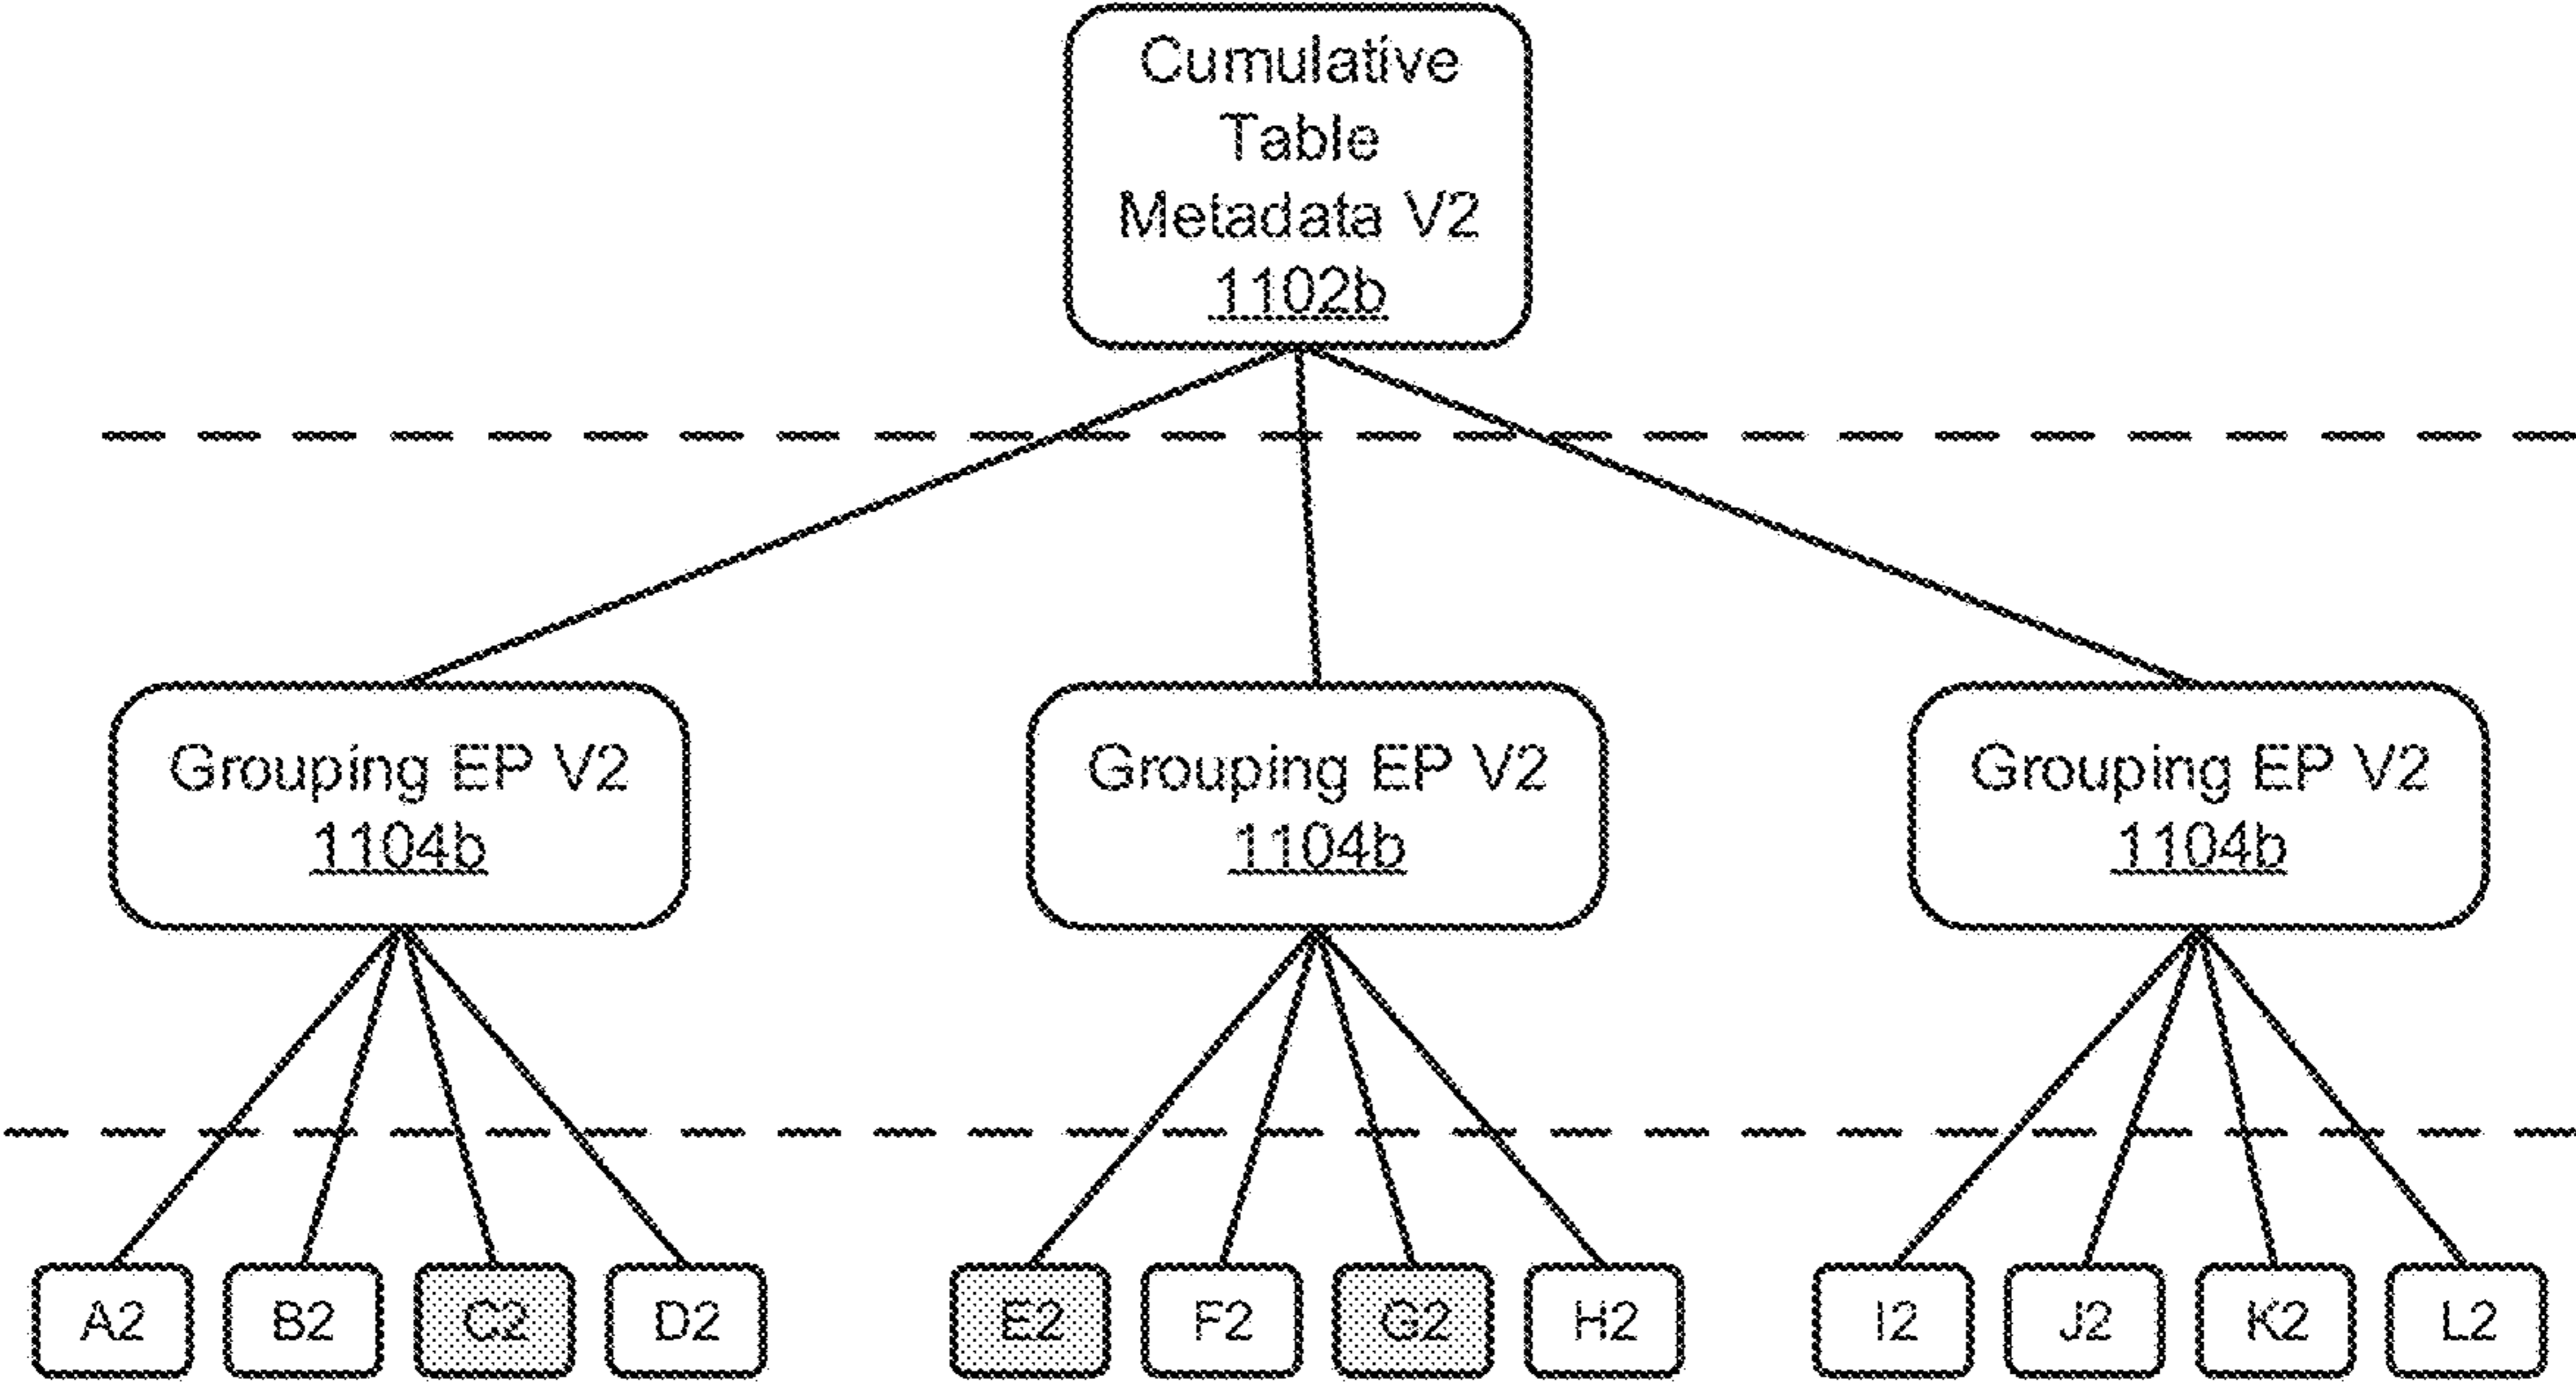 Cumulative
Table
Metadata V2
1102b
Grouping EP V2
1104b
Grouping EP V2
1104b
Grouping EP V2
1104b
A2
B2
C2
D2
E2
F2
G2
H2
I2
J2
K2
L2